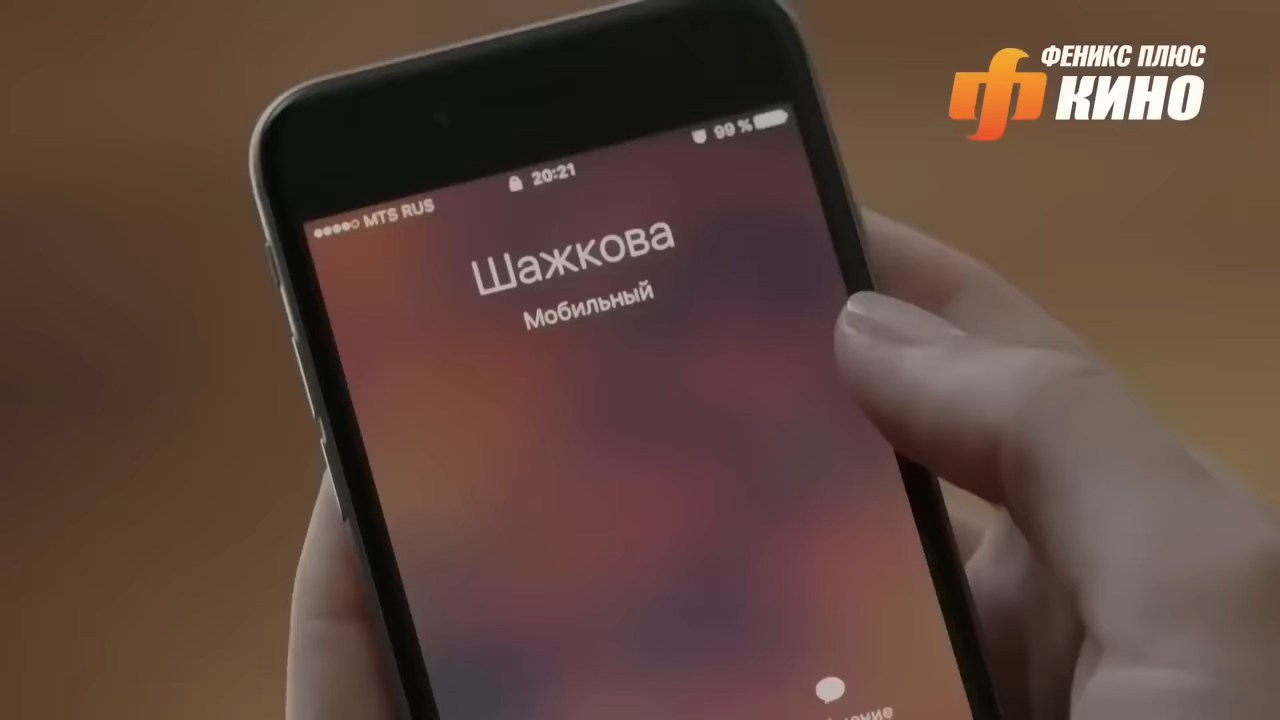 ФЕНИКС ПЛЮС
КИНО
99 %
20:21
MTS RUS
Шажкова
Мобильный